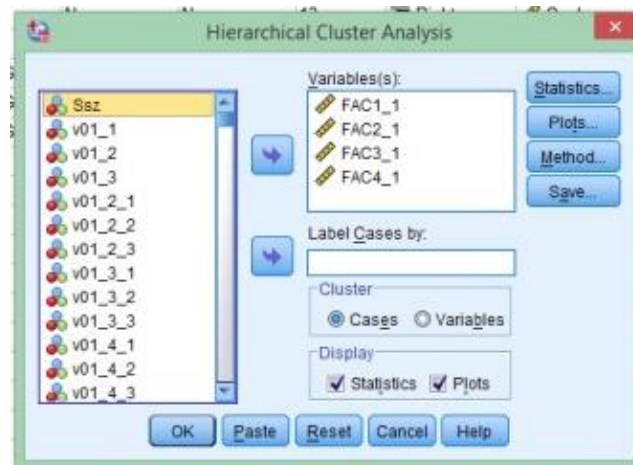 Hierarchical Cluster Analysis
Ssz
v01_1
v01_2
v01_3
v01_2_1
v01_2_2
v01_2_3
v01_3_1
v01_3_2
v01_3_3
v01_4_1
v01_4_2
v01_4_3
Variables(s):
FAC1_1
FAC2_1
FAC3_1
FAC4_1
Label Cases by:
Cluster
Cases Variables
Display
Statistics Plots
Statistics...
Plots...
Method...
Save...
OK Paste Reset Cancel Help